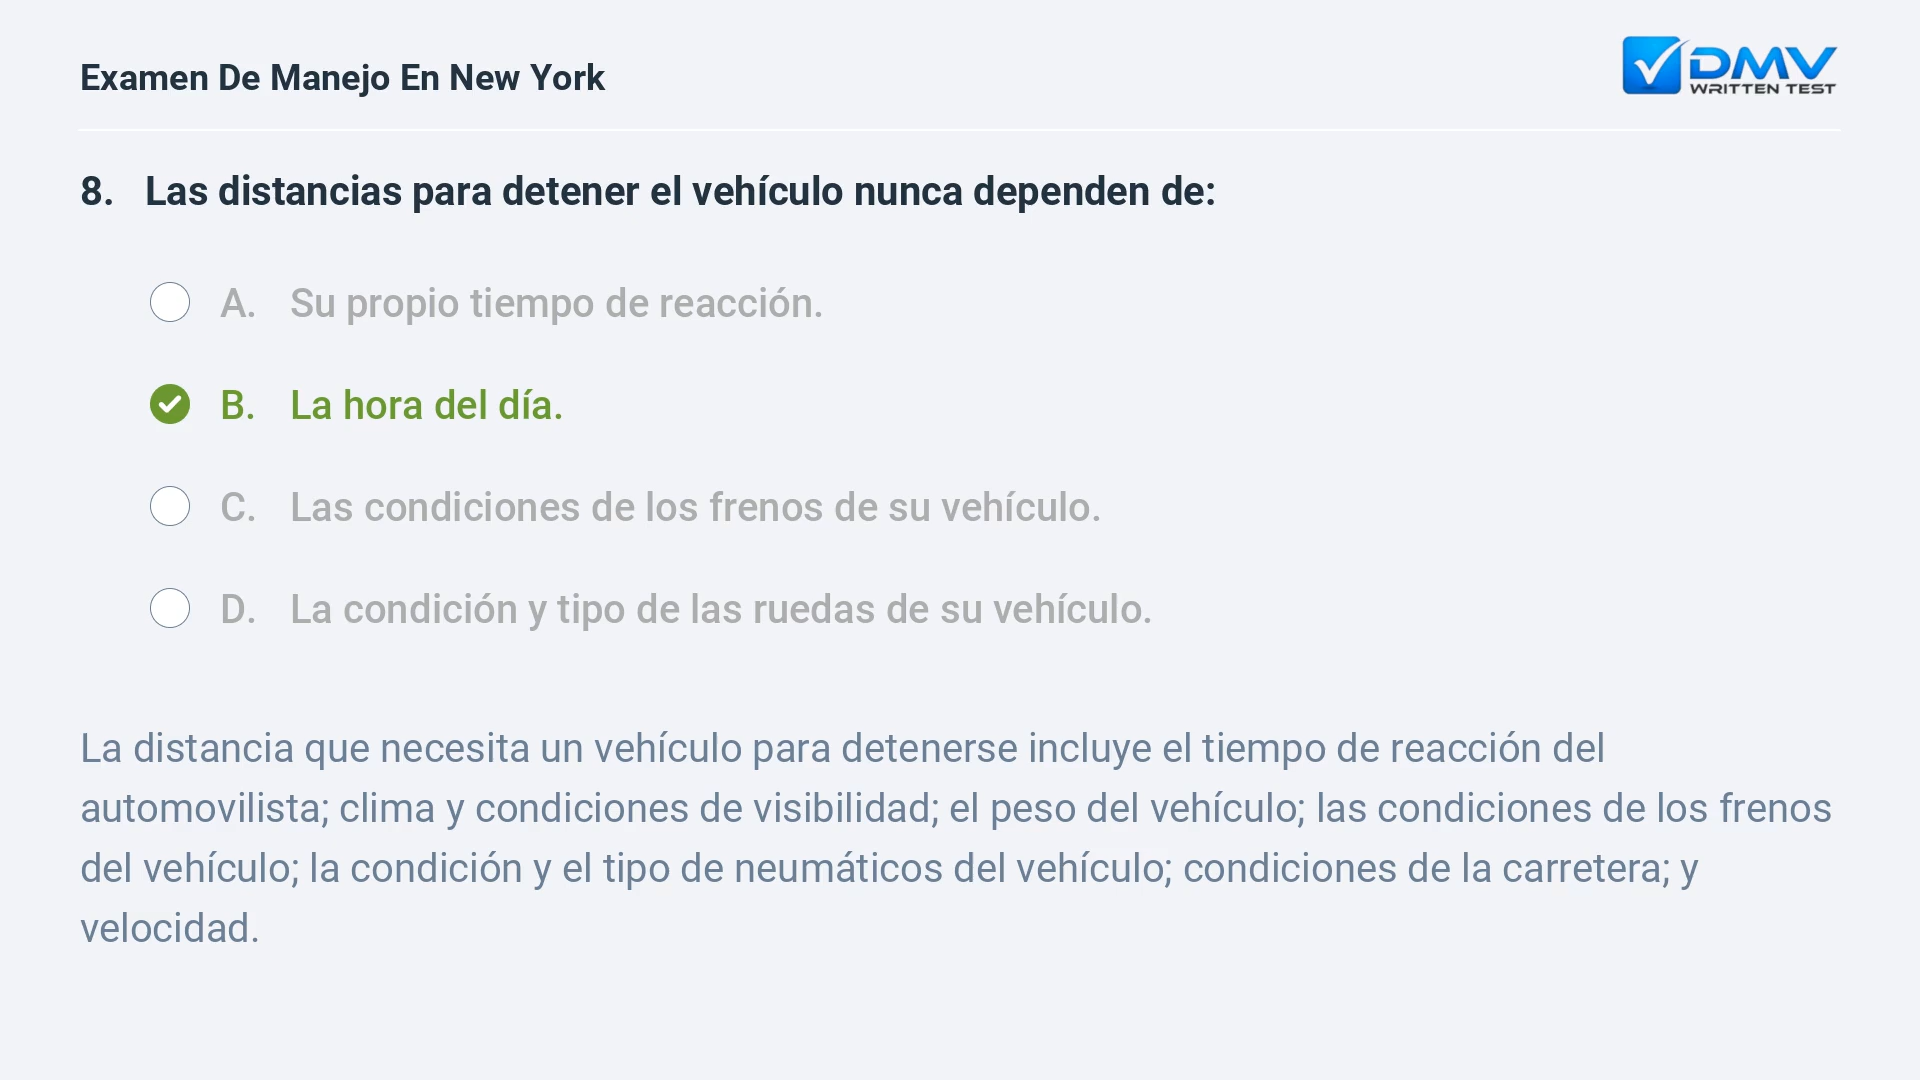 Examen De Manejo En New York
DMV
WRITTEN TEST
8. Las distancias para detener el vehículo nunca dependen de:
A. Su propio tiempo de reacción.
B. La hora del día.
C. Las condiciones de los frenos de su vehículo.
D. La condición y tipo de las ruedas de su vehículo.
La distancia que necesita un vehículo para detenerse incluye el tiempo de reacción del
automovilista; clima y condiciones de visibilidad; el peso del vehículo; las condiciones de los frenos
del vehículo; la condición y el tipo de neumáticos del vehículo; condiciones de la carretera; y
velocidad.